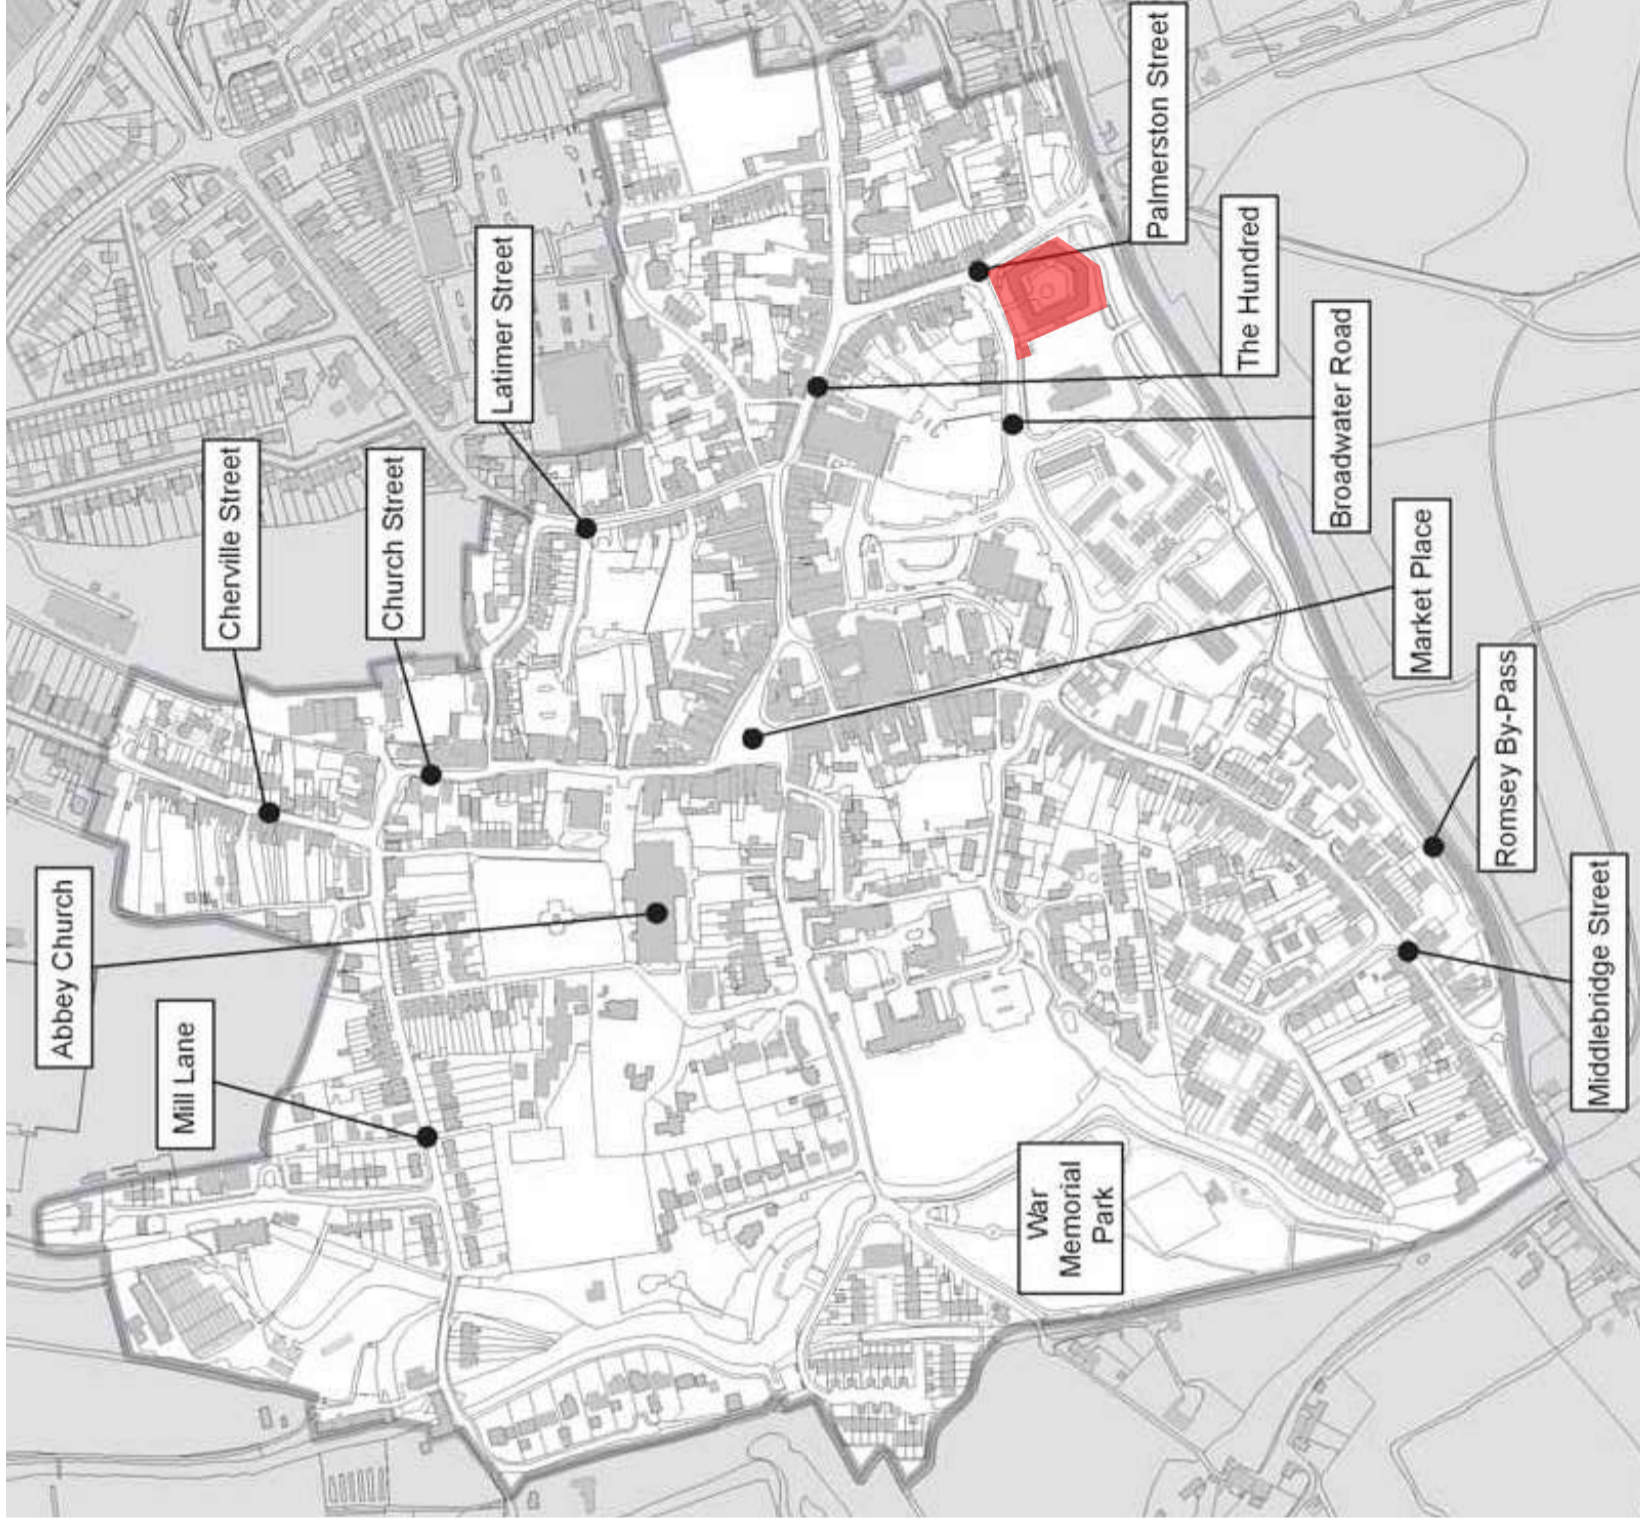 Abbey Church
Mill Lane
Cherville Street
Church Street
Latimer Street
Palmerston Street
The Hundred
Broadwater Road
Market Place
Romsey By-Pass
Middlebridge Street
War
Memorial
Park